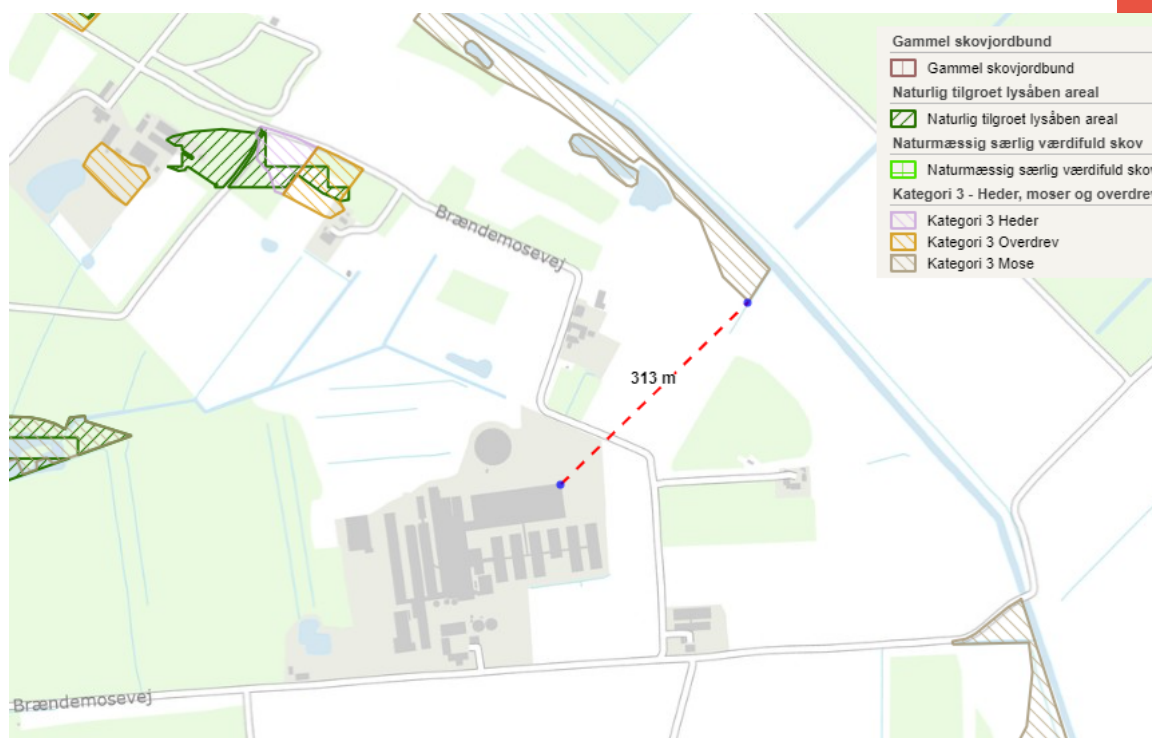 Gammel skovjordbund
Gammel skovjordbund
Naturlig tilgroet lysåben areal
Naturlig tilgroet lysåben areal
Naturmæssig særlig værdifuld skov
Naturmæssig særlig værdifuld skov
Kategori 3 - Heder, moser og overdrev
Kategori 3 Heder
Kategori 3 Overdrev
Kategori 3 Mose
Brændemosevej
313 m
Brændemosevej